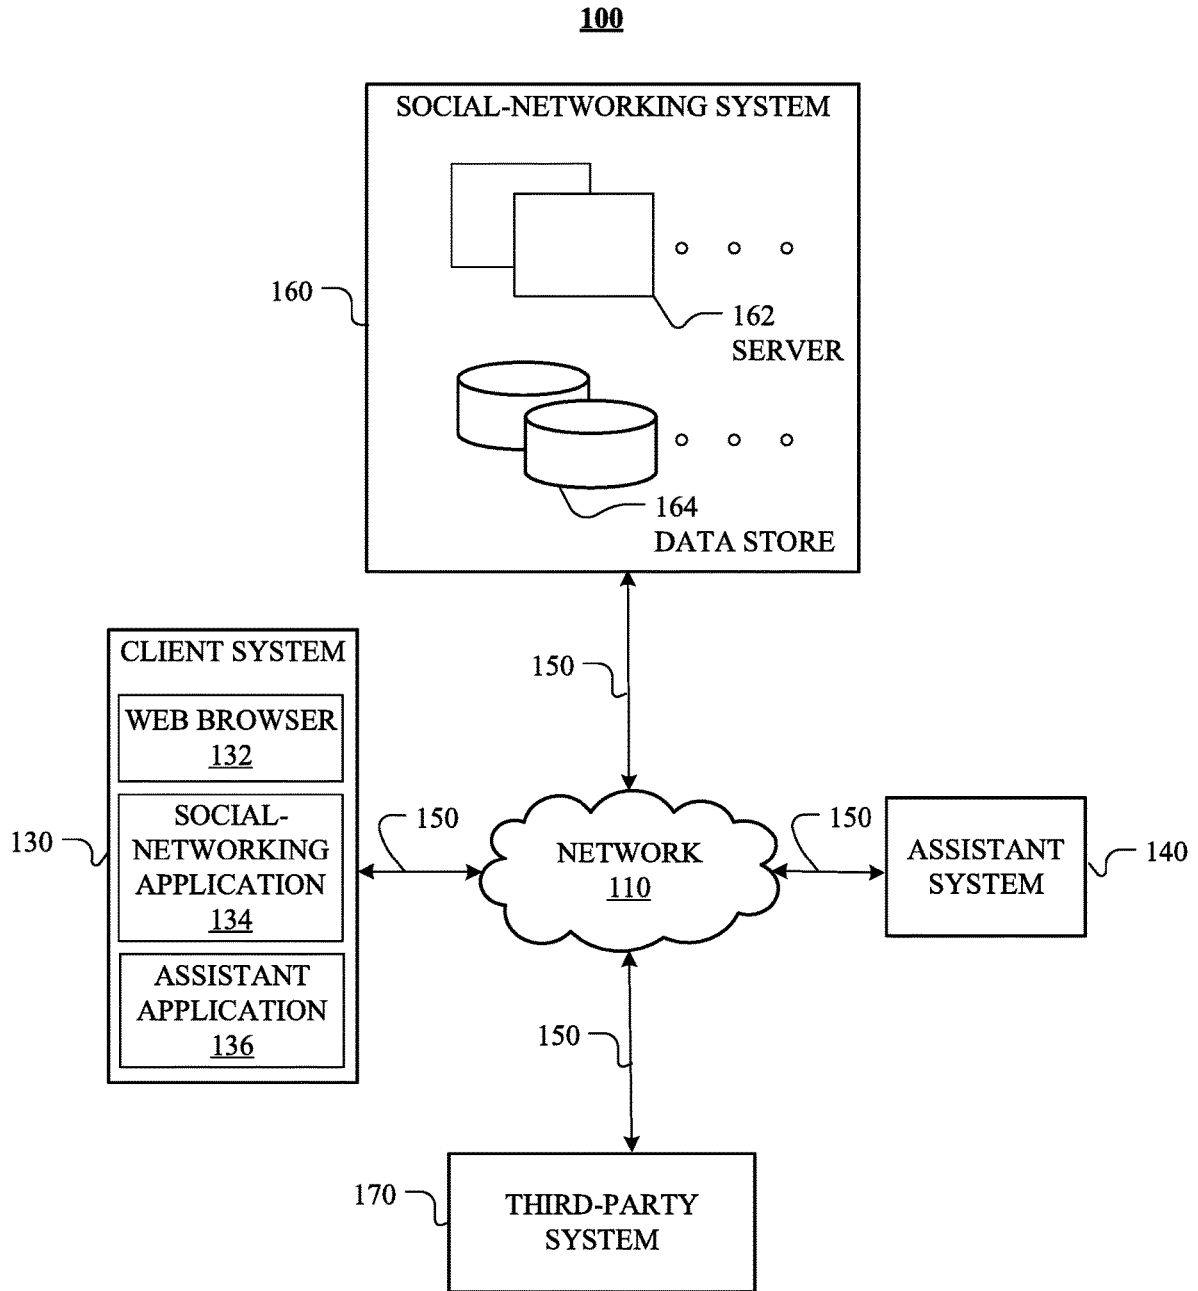 100
SOCIAL-NETWORKING SYSTEM
160
162
SERVER
164
DATA STORE
CLIENT SYSTEM
WEB BROWSER
132
SOCIAL-
NETWORKING
APPLICATION
134
ASSISTANT
APPLICATION
136
130
150
150
NETWORK
110
150
ASSISTANT
SYSTEM
140
150
170
THIRD-PARTY
SYSTEM